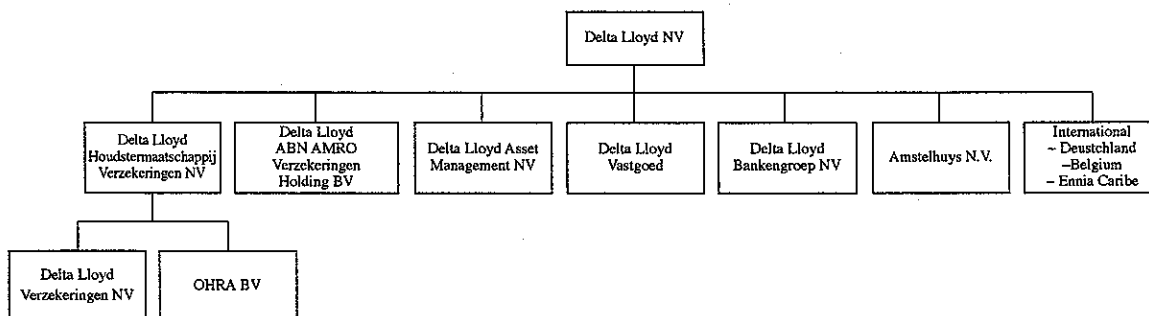 Delta Lloyd NV
Delta Lloyd
Houdstermaatschappij
Verzekeringen NV
Delta Lloyd
ABN AMRO
Verzekeringen
Holding BV
Delta Lloyd Asset
Management NV
Delta Lloyd
Vastgoed
Delta Lloyd
Bankengroep NV
Amstelhuys N.V.
International
~ Deustchland
–Belgium
– Ennia Caribe
Delta Lloyd
Verzekeringen NV
OHRA BV